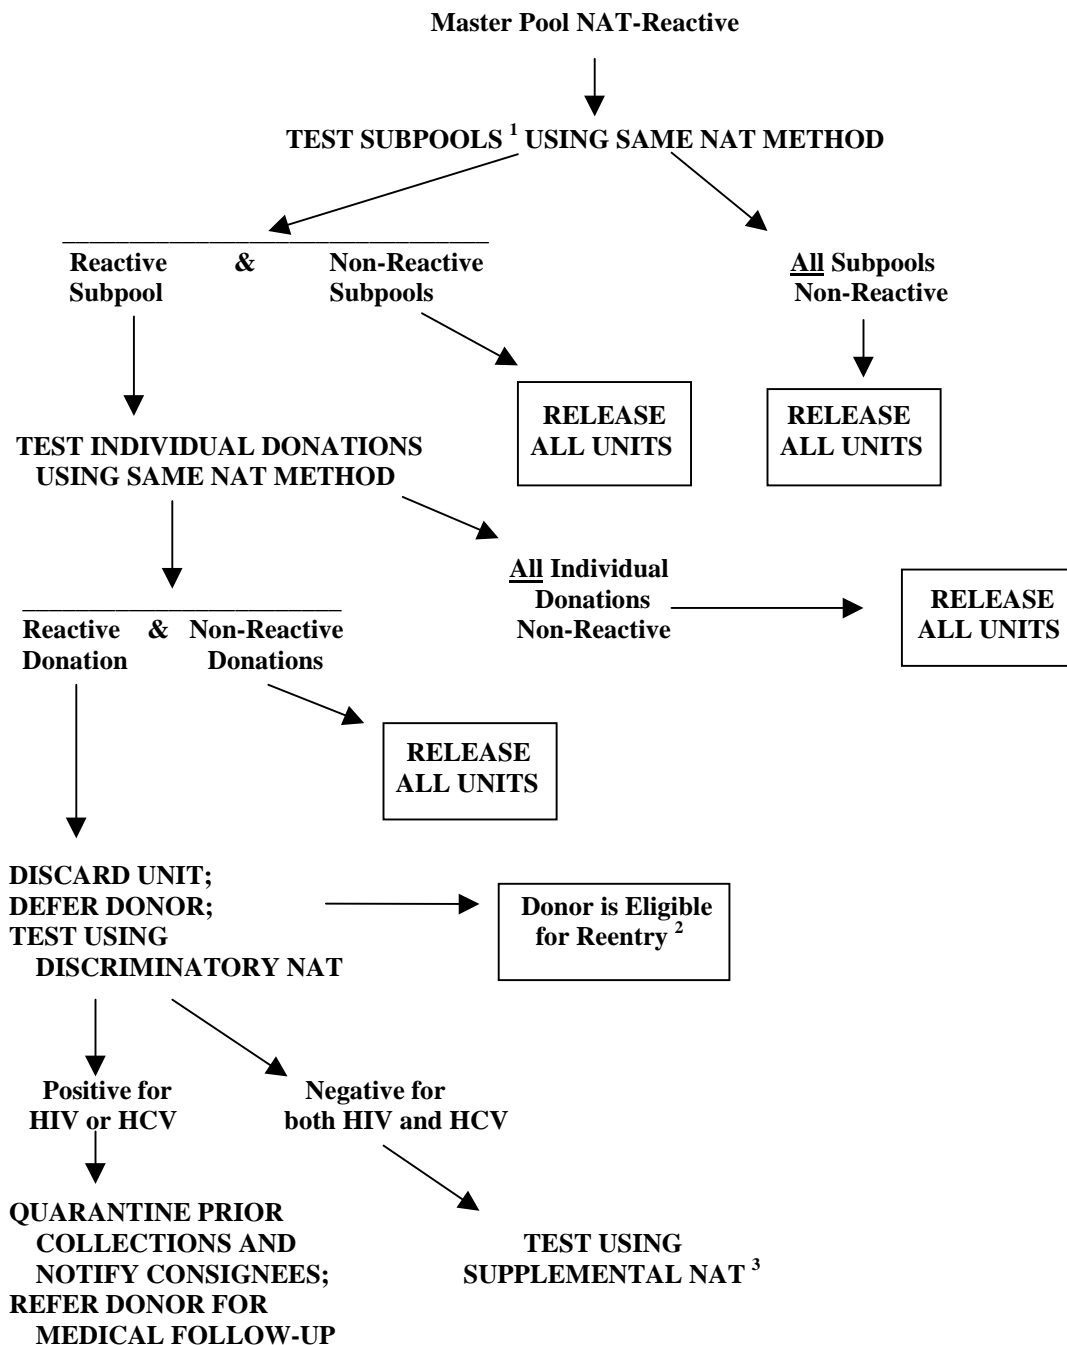 Master Pool NAT-Reactive
TEST SUBPOOLS 1 USING SAME NAT METHOD
Reactive & Non-Reactive
Subpool Subpools
All Subpools
Non-Reactive
RELEASE
ALL UNITS
RELEASE
ALL UNITS
TEST INDIVIDUAL DONATIONS
USING SAME NAT METHOD
All Individual
Donations
Non-Reactive
RELEASE
ALL UNITS
Reactive & Non-Reactive
Donation Donations
RELEASE
ALL UNITS
DISCARD UNIT;
DEFER DONOR;
TEST USING
DISCRIMINATORY NAT
Donor is Eligible
for Reentry 2
Positive for
HIV or HCV
Negative for
both HIV and HCV
QUARANTINE PRIOR
COLLECTIONS AND
NOTIFY CONSIGNEES;
REFER DONOR FOR
MEDICAL FOLLOW-UP
TEST USING
SUPPLEMENTAL NAT 3